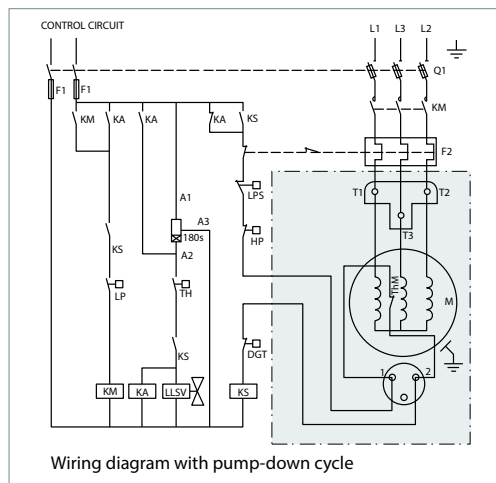 CONTROL CIRCUIT
L1 L3 L2
Q1
F1 F1
KM KA KA KA KS KM
F2
A1
LPS
T1 T2
A3
T3
180s
HP
KS A2
ThM
LP TH
M
KS
DGT
1 2
KM KA LLSV KS
Wiring diagram with pump-down cycle